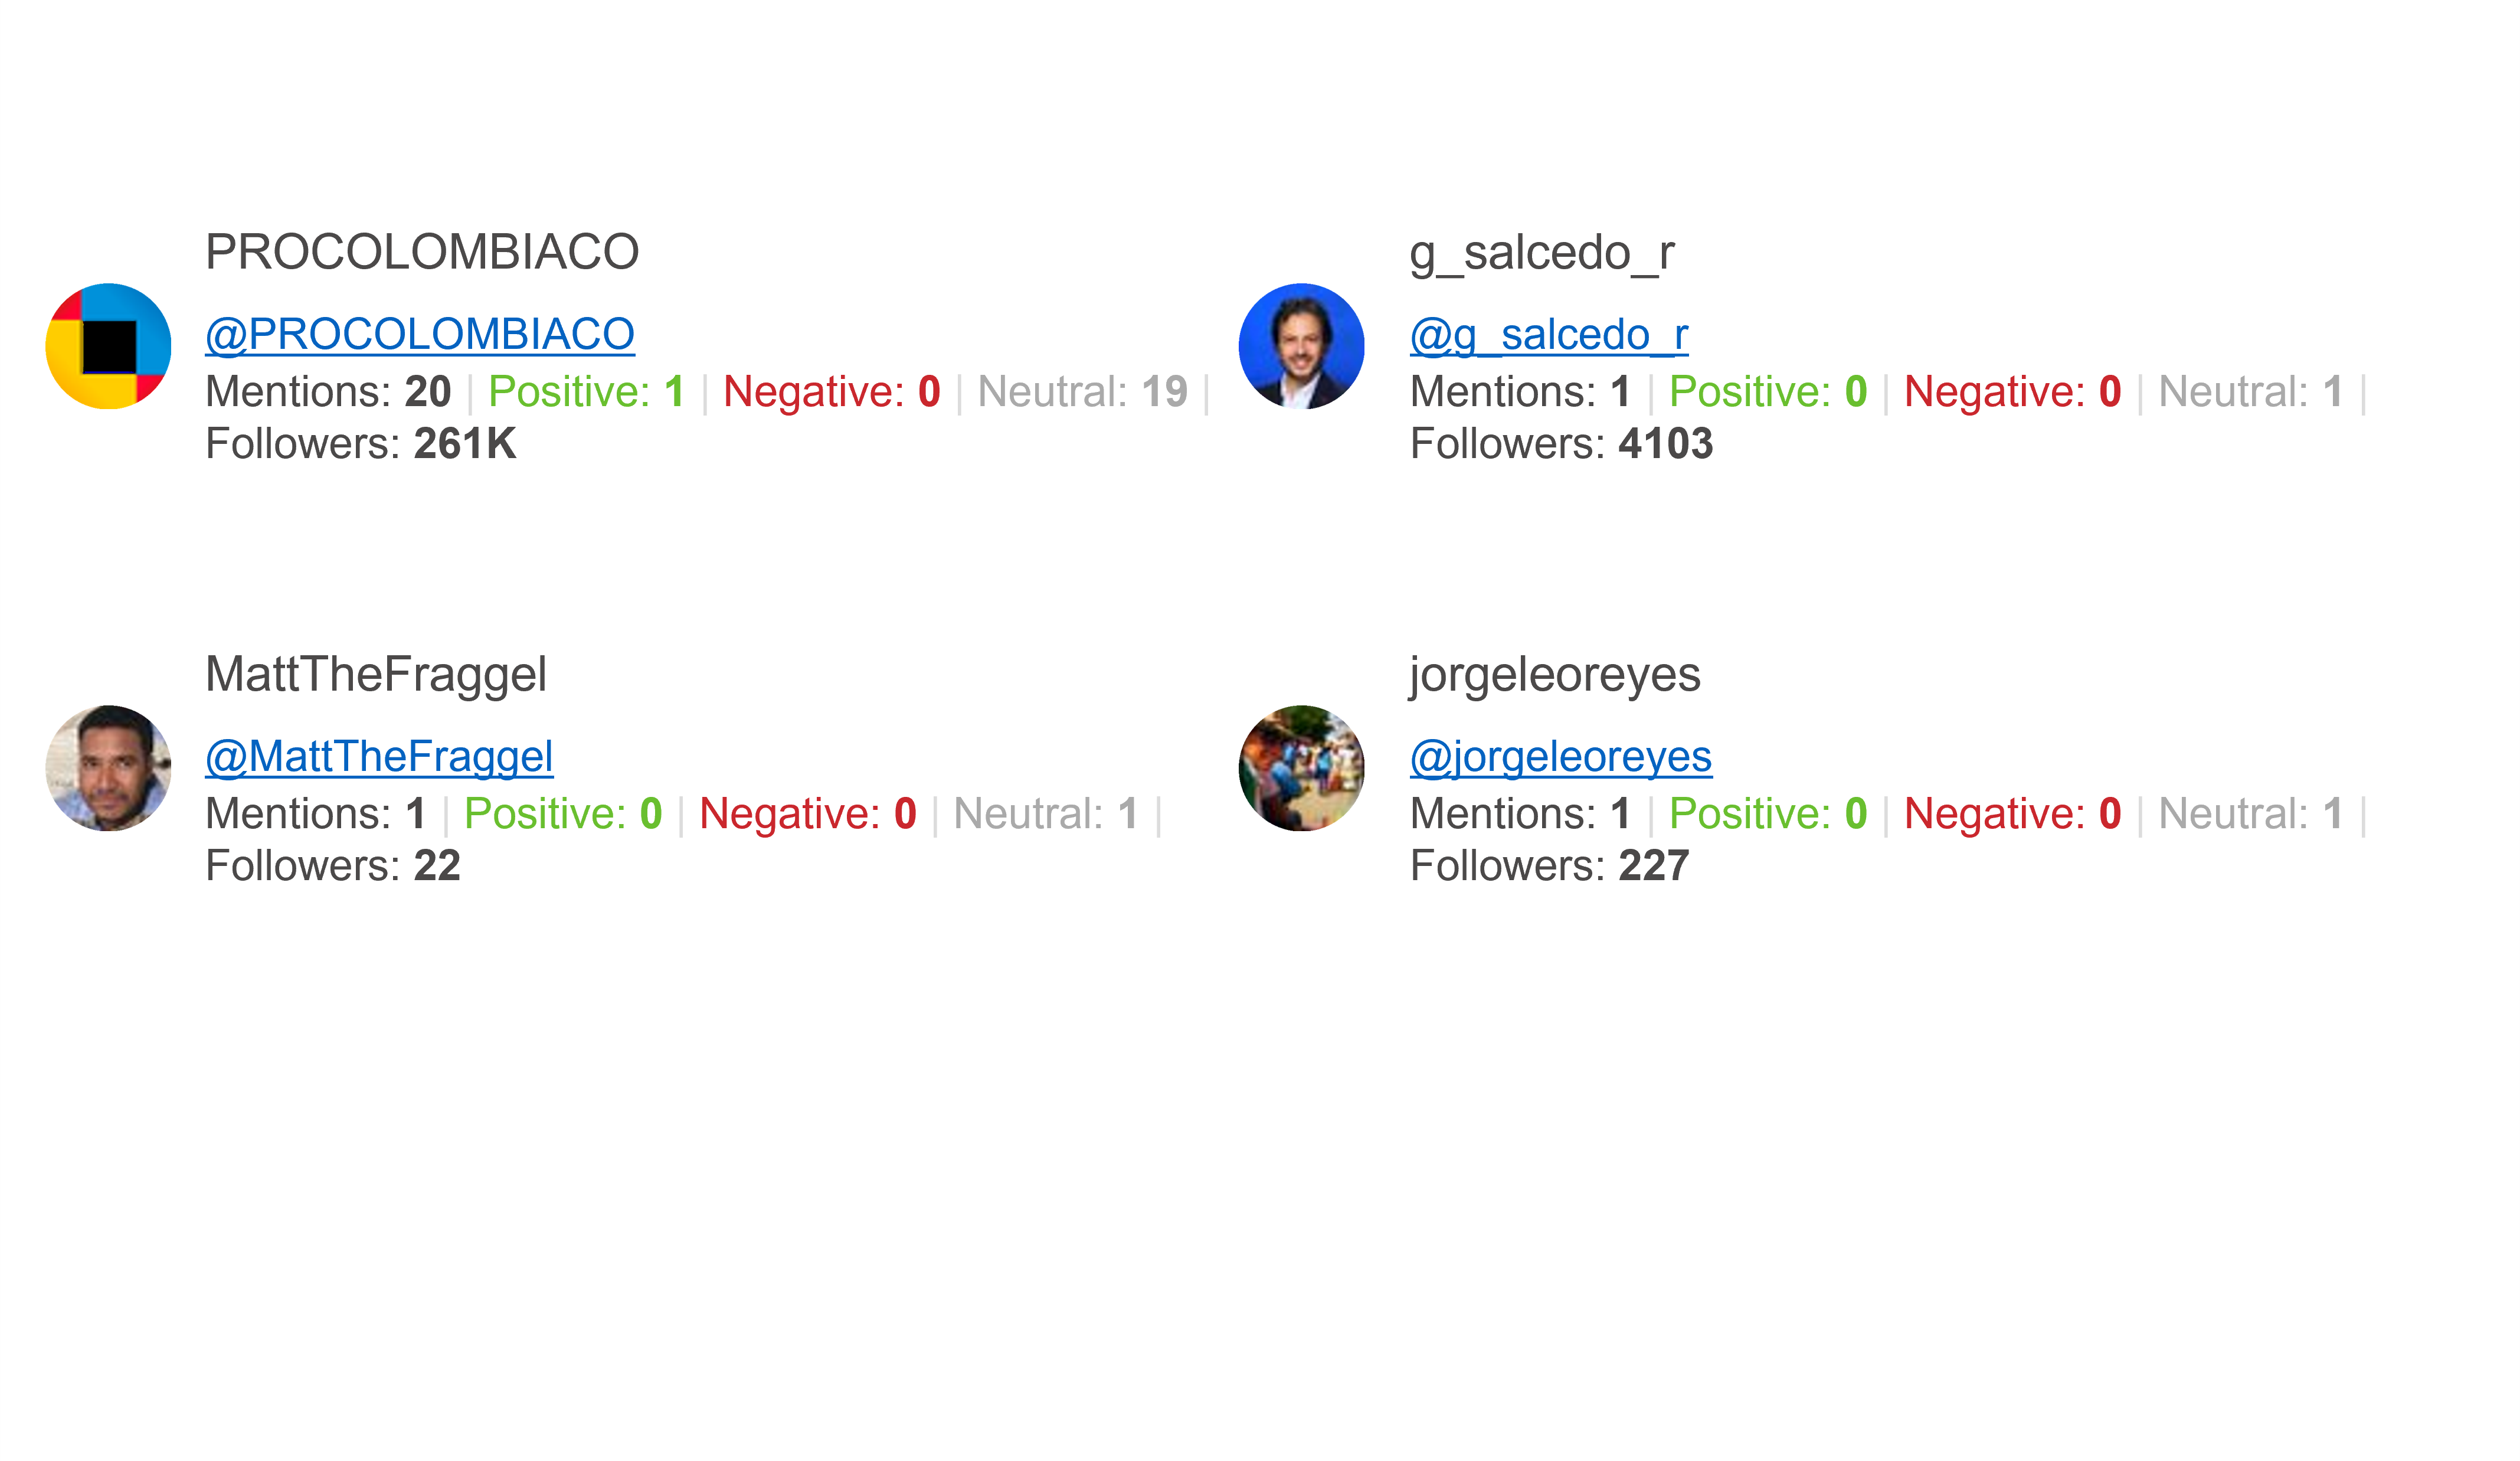 PROCOLOMBIACO
@PROCOLOMBIACO
Mentions: 20 | Positive: 1 | Negative: 0 | Neutral: 19 |
Followers: 261K
g_salcedo_r
@g_salcedo_r
Mentions: 1 | Positive: 0 | Negative: 0 | Neutral: 1 |
Followers: 4103
MattTheFraggel
@MattTheFraggel
Mentions: 1 | Positive: 0 | Negative: 0 | Neutral: 1 |
Followers: 22
jorgeleoreyes
@jorgeleoreyes
Mentions: 1 | Positive: 0 | Negative: 0 | Neutral: 1 |
Followers: 227